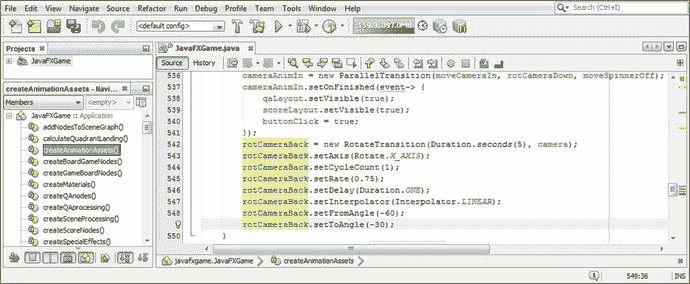 File Edit View Navigate Source Refactor Run Debug Profile Team Tools Window Help
Search (Ctrl+I)
<default config>
Projects
JavaFXGame
createAnimationAssets - Navi...
Members
<empty>
JavaFXGame :: Application
addNodesToSceneGraph()
calculateQuadrantLanding()
createAnimationAssets()
createBoardGameNodes()
createGameBoardNodes()
createMaterials()
createQAnodes()
createQAprocessing()
createSceneProcessing()
createScoreNodes()
createSpecialEffects()
JavaFXGame.java
Source History
536 cameraAnimIn = new ParallelTransition(moveCameraIn, rotCameraDown, moveSpinnerOff);
537 cameraAnimIn.setOnFinished(event-> {
538 qaLayout.setVisible(true);
539 scoreLayout.setVisible(true);
540 buttonClick = true;
541 });
542 rotCameraBack = new RotateTransition(Duration.seconds(5), camera);
543 rotCameraBack.setAxis(Rotate.X_AXIS);
544 rotCameraBack.setCycleCount(1);
545 rotCameraBack.setRate(0.75);
546 rotCameraBack.setDelay(Duration.ONE);
547 rotCameraBack.setInterpolator(Interpolator.LINEAR);
548 rotCameraBack.setFromAngle(-60);
rotCameraBack.setToAngle(-30);
550 }
javafxgame.JavaFXGame
createAnimationAssets
549:36
INS